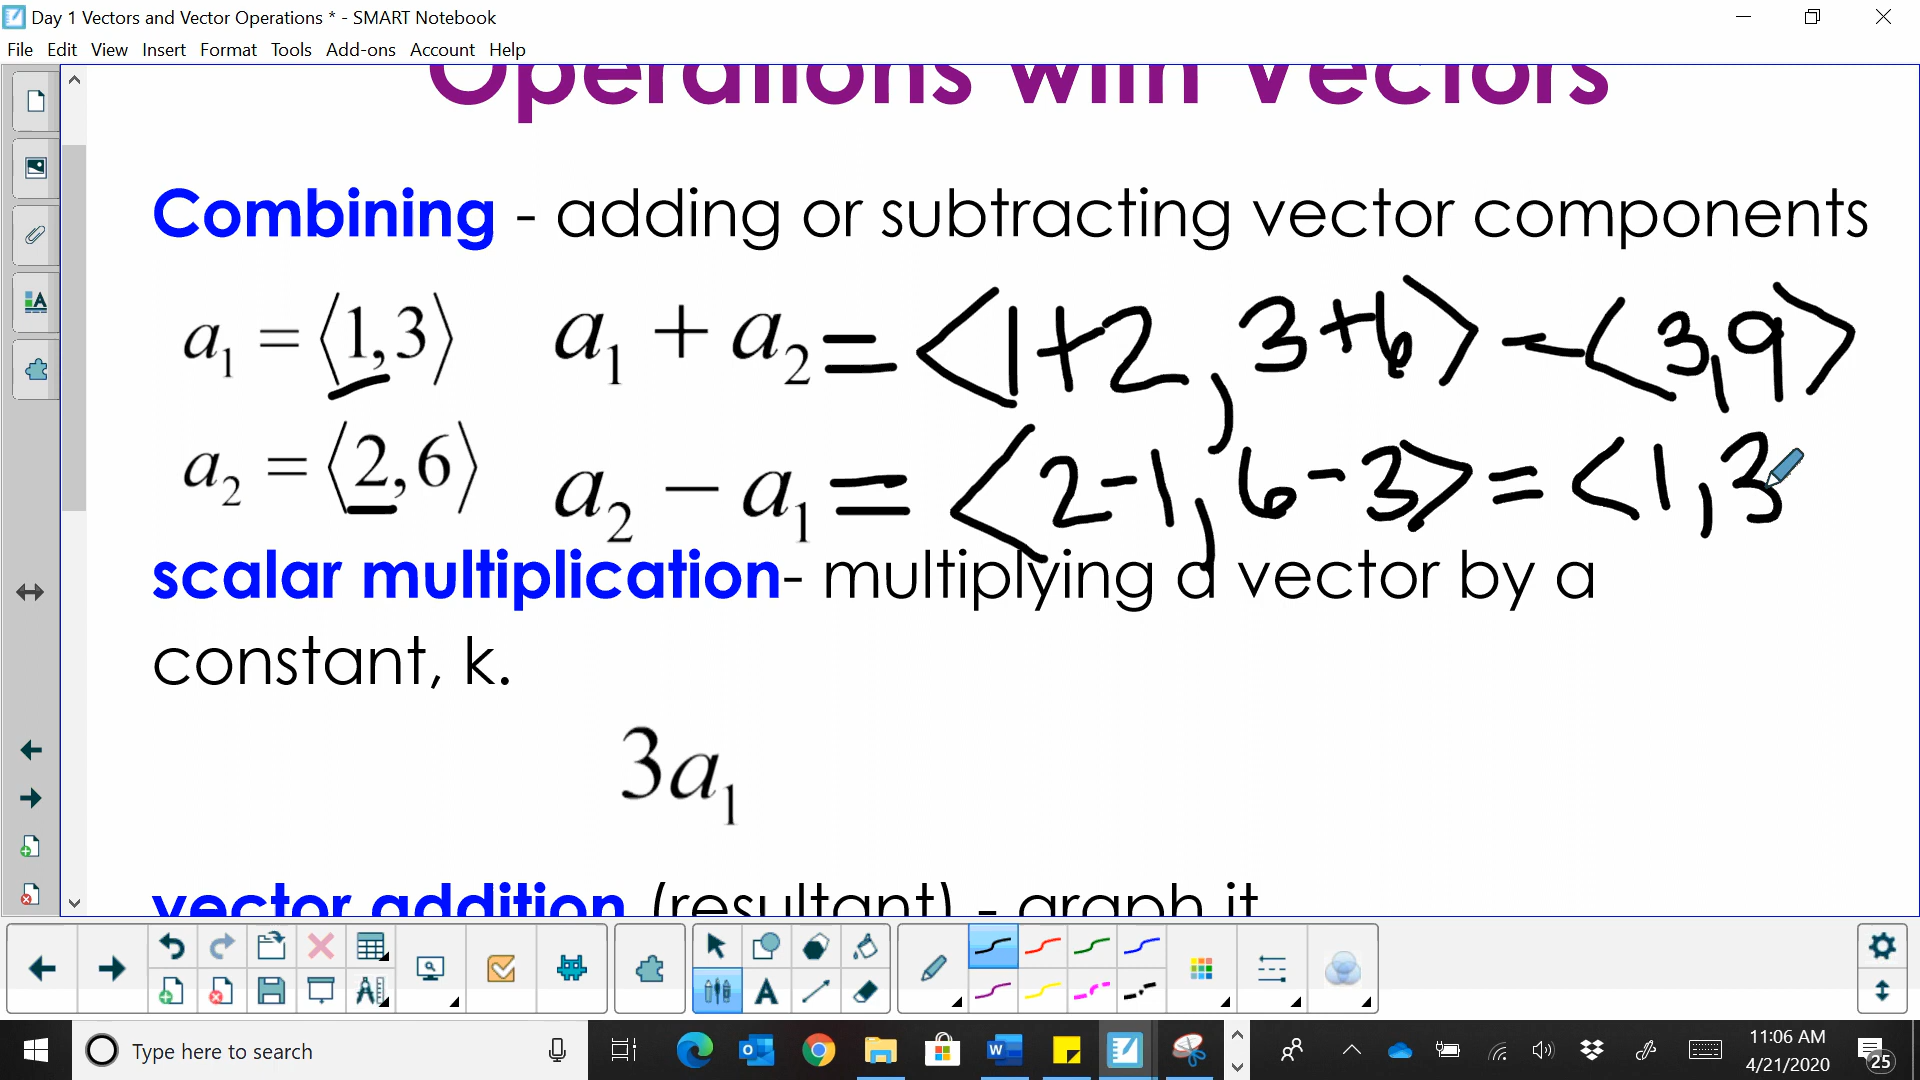 Day 1 Vectors and Vector Operations * - SMART Notebook
File Edit View Insert Format Tools Add-ons Account Help
Operations with Vectors
Combining - adding or subtracting vector components
a₁ = ⟨1,3⟩ a₁ + a₂ = <1+2, 3+6> = <3,9>
a₂ = ⟨2,6⟩ a₂ − a₁ = <2-1, 6-3> = <1,3
scalar multiplication- multiplying a vector by a
constant, k.
3a₁
vector addition (resultant) - graph it
Type here to search
11:06 AM
4/21/2020
25